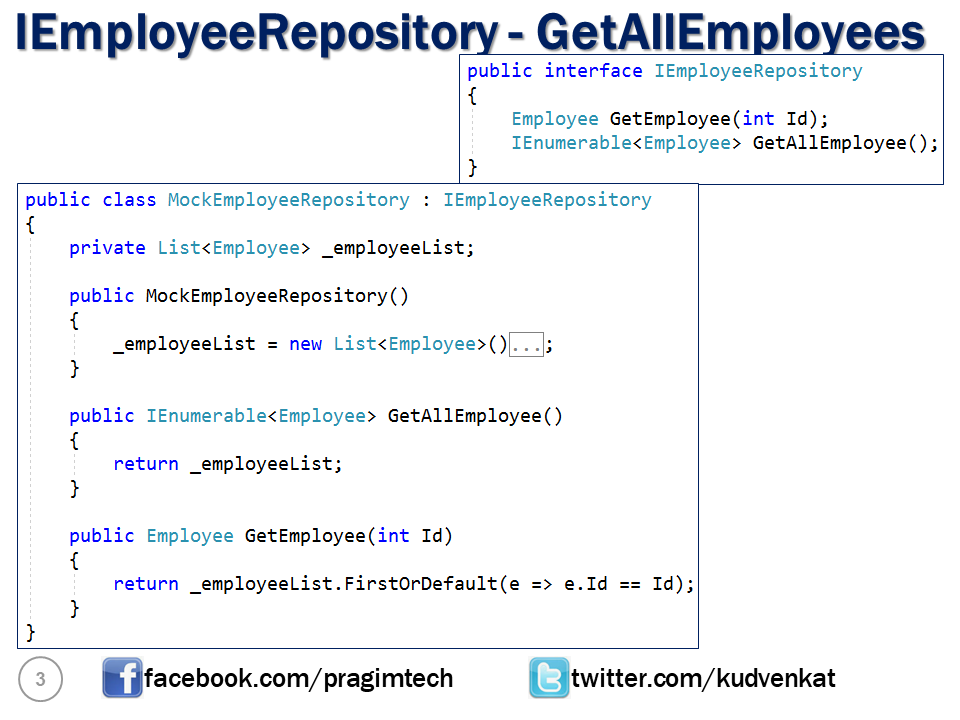 IEmployeeRepository - GetAllEmployees
public interface IEmployeeRepository
{
    Employee GetEmployee(int Id);
    IEnumerable<Employee> GetAllEmployee();
}
public class MockEmployeeRepository : IEmployeeRepository
{
    private List<Employee> _employeeList;
    public MockEmployeeRepository()
    {
        _employeeList = new List<Employee>()...;
    }
    public IEnumerable<Employee> GetAllEmployee()
    {
        return _employeeList;
    }
    public Employee GetEmployee(int Id)
    {
        return _employeeList.FirstOrDefault(e => e.Id == Id);
    }
}
3
facebook.com/pragimtech
twitter.com/kudvenkat